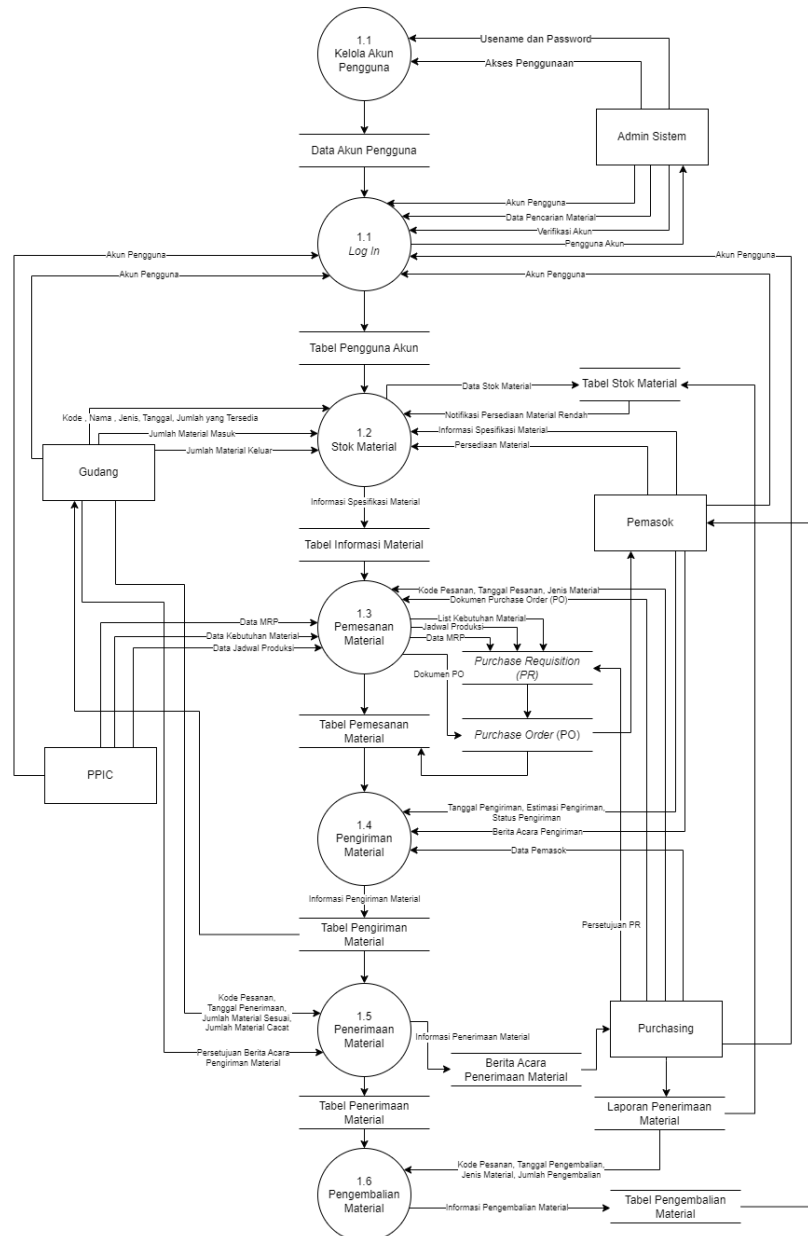 1.1
Kelola Akun
Pengguna
Usename dan Password
Akses Penggunaan
Admin Sistem
Data Akun Pengguna
Akun Pengguna
Data Pencarian Material
Verifikasi Akun
Pengguna Akun
1.1
Log In
Akun Pengguna
Akun Pengguna
Akun Pengguna
Akun Pengguna
Tabel Pengguna Akun
Data Stok Material
Tabel Stok Material
Notifikasi Persediaan Material Rendah
Informasi Spesifikasi Material
Persediaan Material
Kode , Nama , Jenis, Tanggal, Jumlah yang Tersedia
Jumlah Material Masuk
Jumlah Material Keluar
1.2
Stok Material
Gudang
Pemasok
Informasi Spesifikasi Material
Tabel Informasi Material
1.3
Pemesanan
Material
Kode Pesanan, Tanggal Pesanan, Jenis Material
Dokumen Purchase Order (PO)
List Kebutuhan Material
Jadwal Produksi
Data MRP
Data MRP
Data Kebutuhan Material
Data Jadwal Produksi
Dokumen PO
Purchase Requisition
(PR)
Tabel Pemesanan
Material
Purchase Order (PO)
PPIC
1.4
Pengiriman
Material
Tanggal Pengiriman, Estimasi Pengiriman,
Status Pengiriman
Berita Acara Pengiriman
Data Pemasok
Informasi Pengiriman Material
Tabel Pengiriman
Material
Persetujuan PR
Kode Pesanan,
Tanggal Penerimaan,
Jumlah Material Sesuai,
Jumlah Material Cacat
Persetujuan Berita Acara
Pengiriman Material
1.5
Penerimaan
Material
Informasi Penerimaan Material
Berita Acara
Penerimaan Material
Purchasing
Tabel Penerimaan
Material
Laporan Penerimaan
Material
Kode Pesanan, Tanggal Pengembalian,
Jenis Material, Jumlah Pengembalian
1.6
Pengembalian
Material
Informasi Pengembalian Material
Tabel Pengembalian
Material